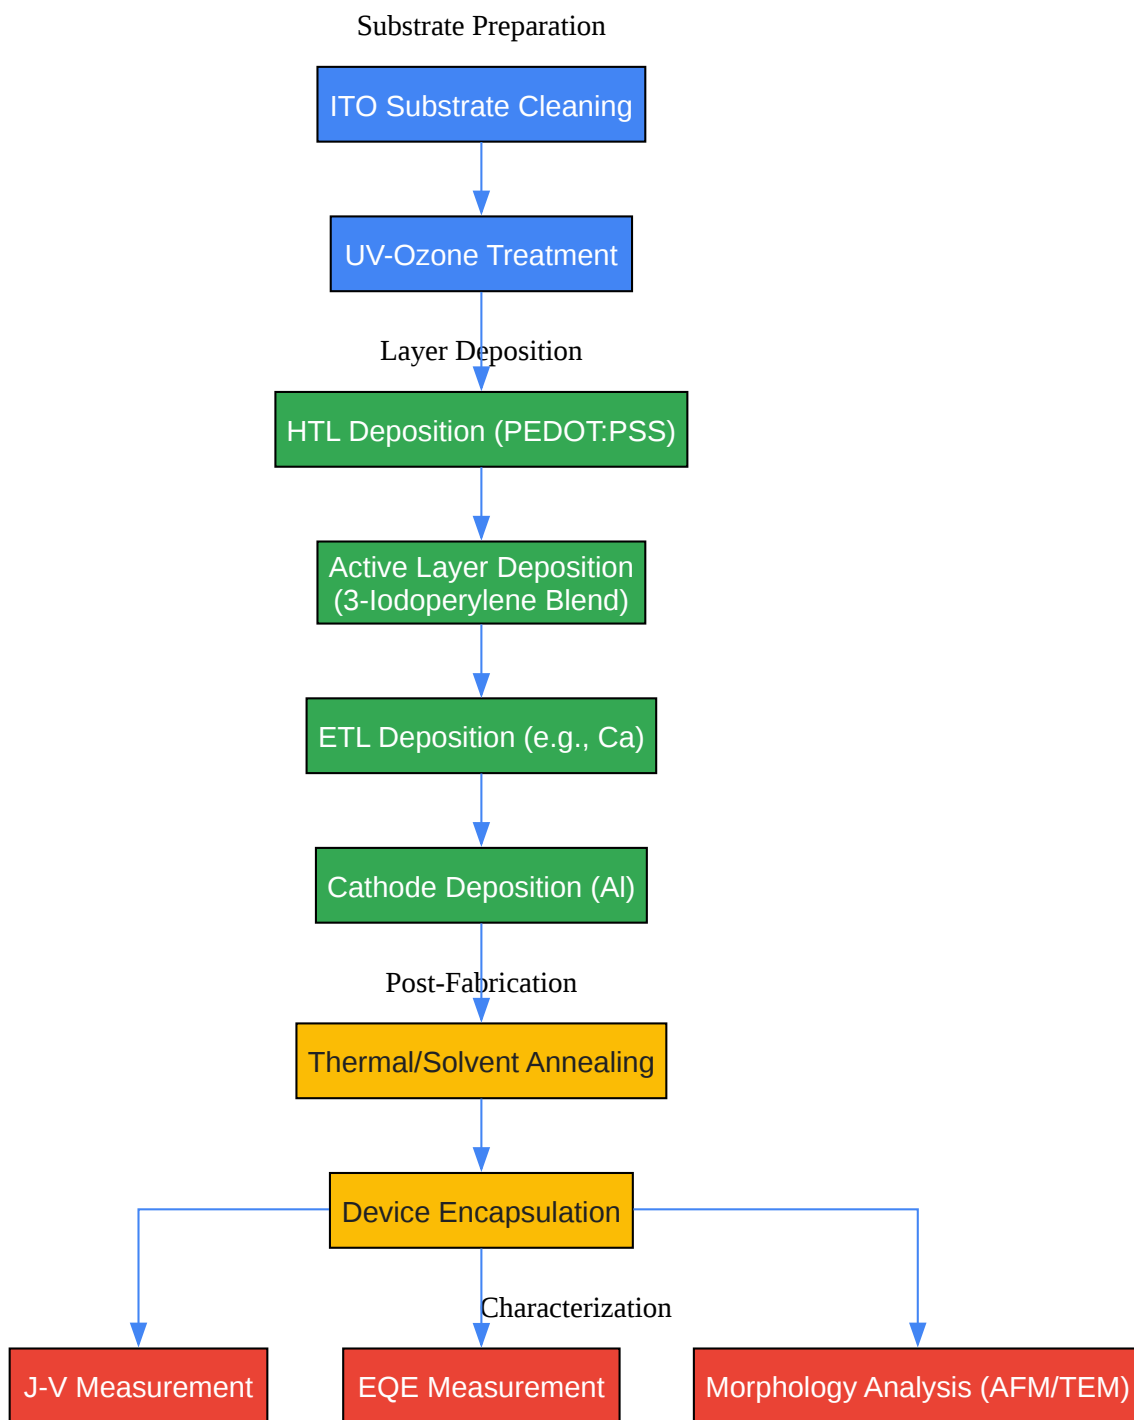 Substrate Preparation
ITO Substrate Cleaning
UV-Ozone Treatment
Layer Deposition
HTL Deposition (PEDOT:PSS)
Active Layer Deposition
(3-Iodoperylene Blend)
ETL Deposition (e.g., Ca)
Cathode Deposition (Al)
Post-Fabrication
Thermal/Solvent Annealing
Device Encapsulation
Characterization
J-V Measurement
EQE Measurement
Morphology Analysis (AFM/TEM)